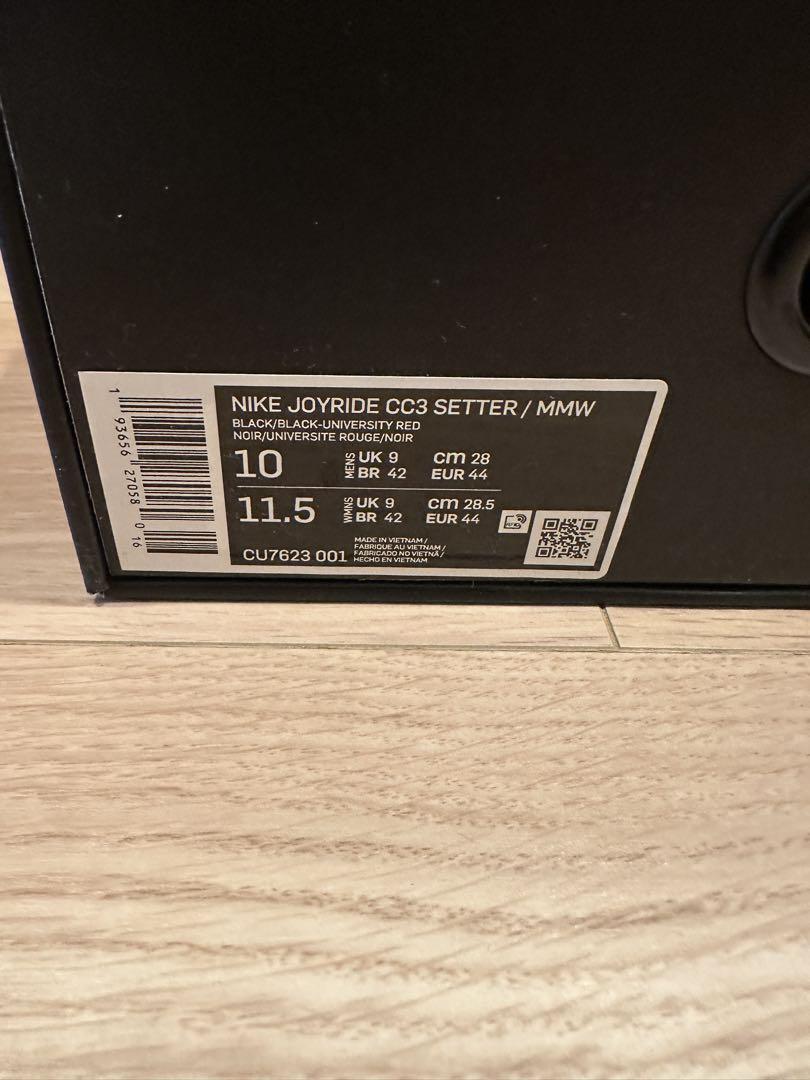 NIKE JOYRIDE CC3 SETTER / MMW
BLACK/BLACK-UNIVERSITY RED
NOIR/UNIVERSITE ROUGE/NOIR
10 MENS UK 9 cm 28
BR 42 EUR 44
11.5 WMNS UK 9 cm 28.5
BR 42 EUR 44
CU7623 001
MADE IN VIETNAM /
FABRIQUE AU VIETNAM /
FABRICADO NO VIETNÃ /
HECHO EN VIETNAM
1 93656 27058 0 16